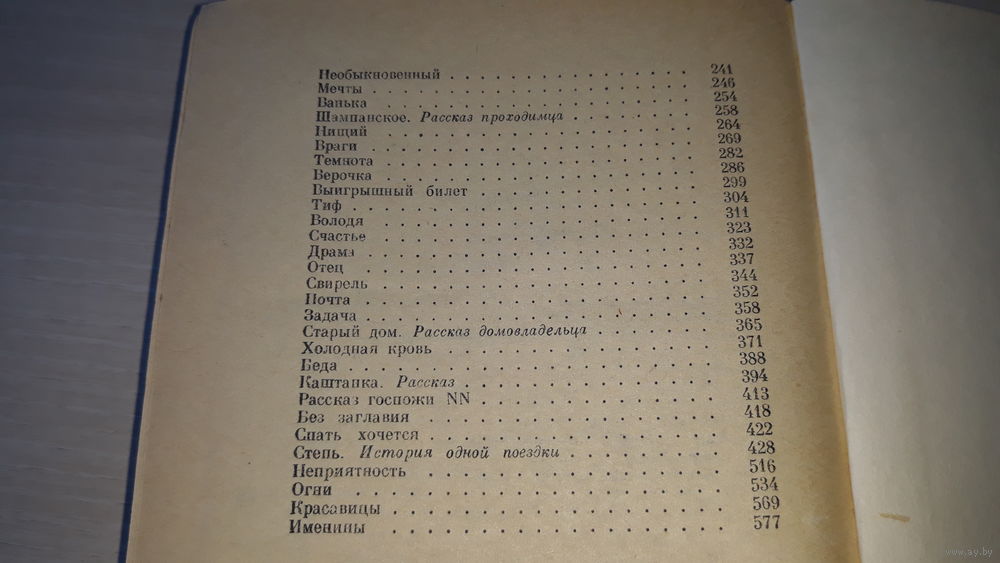 Необыкновенный . . . . . . . . . . . . . . 241
Мечты . . . . . . . . . . . . . . . . . . 246
Ванька . . . . . . . . . . . . . . . . . . 254
Шампанское. Рассказ проходимца . . . . . . . 258
Нищий . . . . . . . . . . . . . . . . . . 264
Враги . . . . . . . . . . . . . . . . . . 269
Темнота . . . . . . . . . . . . . . . . . 282
Верочка . . . . . . . . . . . . . . . . . 286
Выигрышный билет . . . . . . . . . . . . . 299
Тиф . . . . . . . . . . . . . . . . . . . 304
Володя . . . . . . . . . . . . . . . . . . 311
Счастье . . . . . . . . . . . . . . . . . 323
Драма . . . . . . . . . . . . . . . . . . 332
Отец . . . . . . . . . . . . . . . . . . . 337
Свирель . . . . . . . . . . . . . . . . . 344
Почта . . . . . . . . . . . . . . . . . . 352
Задача . . . . . . . . . . . . . . . . . . 358
Старый дом. Рассказ домовладельца . . . . . . 365
Холодная кровь . . . . . . . . . . . . . . 371
Беда . . . . . . . . . . . . . . . . . . . 388
Каштанка. Рассказ . . . . . . . . . . . . . 394
Рассказ госпожи NN . . . . . . . . . . . . 413
Без заглавия . . . . . . . . . . . . . . . 418
Спать хочется . . . . . . . . . . . . . . . 422
Степь. История одной поездки . . . . . . . . 428
Неприятность . . . . . . . . . . . . . . . 516
Огни . . . . . . . . . . . . . . . . . . . 534
Красавицы . . . . . . . . . . . . . . . . 569
Именины . . . . . . . . . . . . . . . . . 577
www.ay.by